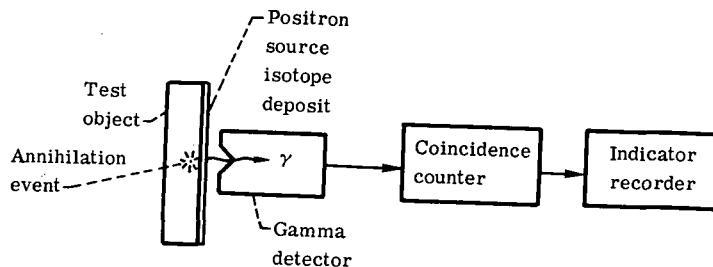 Positron
source
isotope
deposit
Test
object
Annihilation
event
γ
Gamma
detector
Coincidence
counter
Indicator
recorder